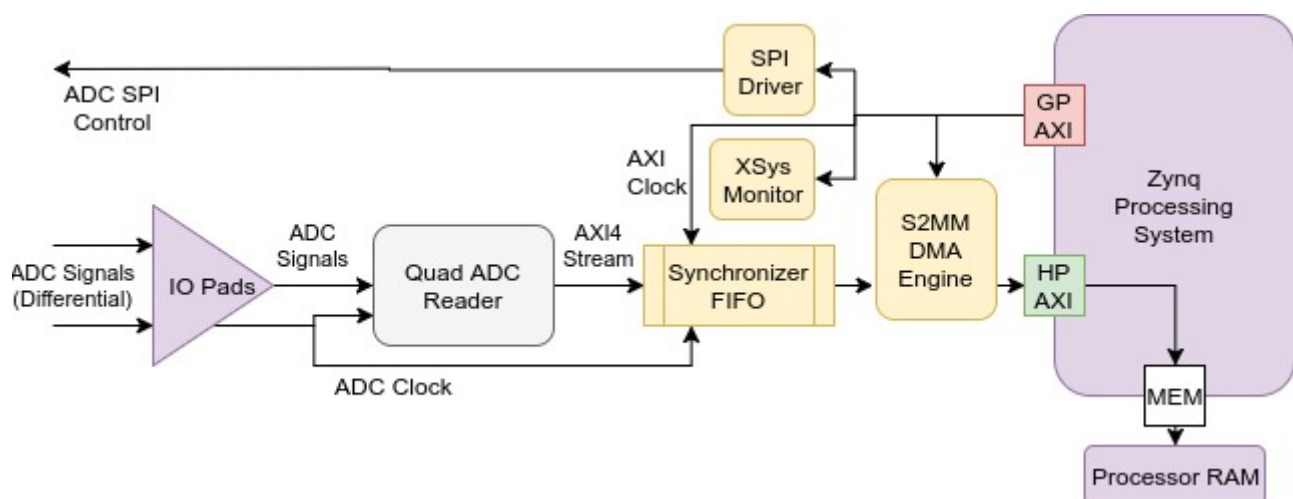 SPI
Driver
ADC SPI
Control
GP
AXI
AXI
Clock
XSys
Monitor
Zynq
Processing
System
S2MM
DMA
Engine
ADC
Signals
AXI4
Stream
ADC Signals
(Differential)
IO Pads
Quad ADC
Reader
Synchronizer
FIFO
HP
AXI
ADC Clock
MEM
Processor RAM